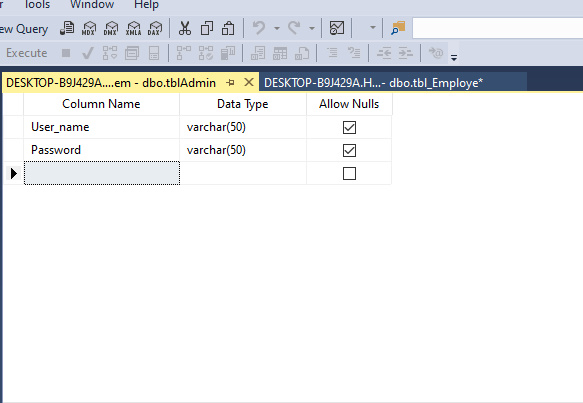 r Tools Window Help
ew Query MDX DMX XMLA DAX
Execute
DESKTOP-B9J429A....em - dbo.tblAdmin DESKTOP-B9J429A.H...- dbo.tbl_Employe*
Column Name Data Type Allow Nulls
User_name varchar(50)
Password varchar(50)